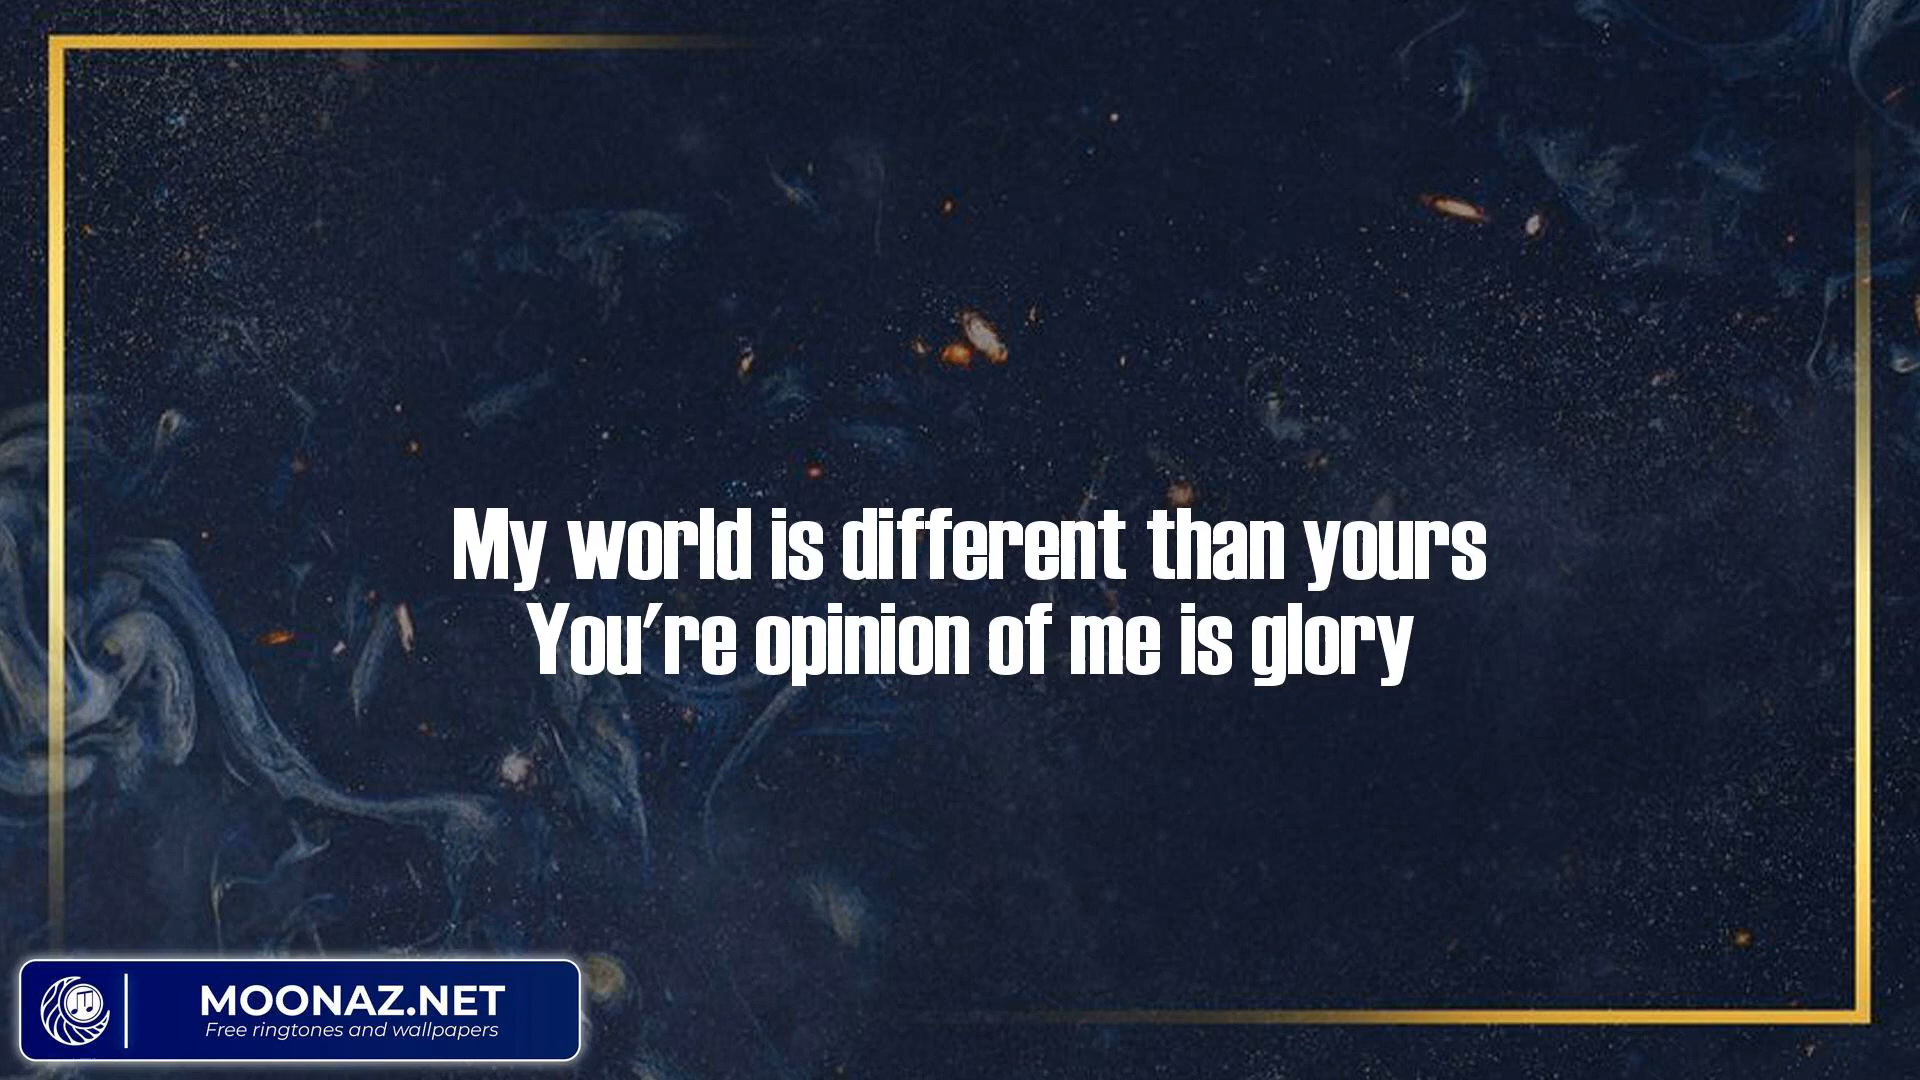 My world is different than yours
You're opinion of me is glory
MOONAZ.NET
Free ringtones and wallpapers